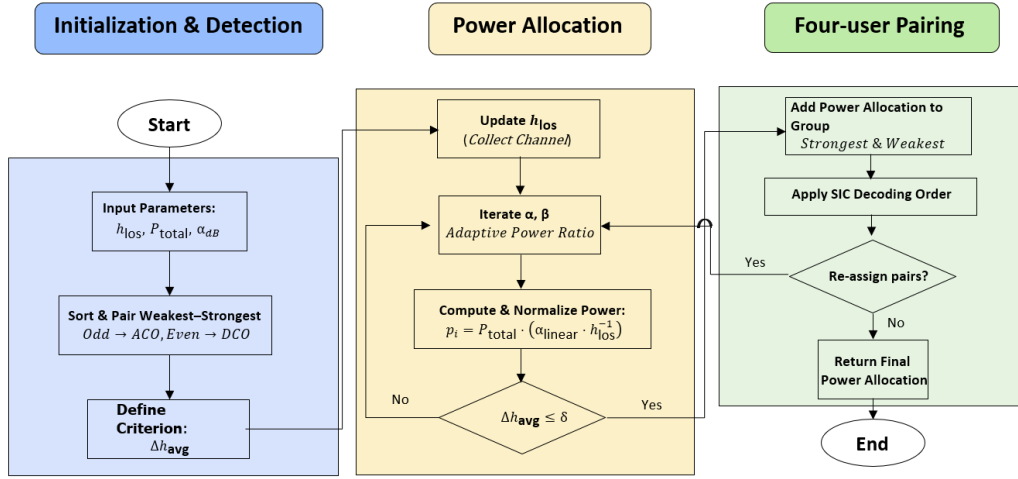 Initialization & Detection
Power Allocation
Four-user Pairing
Start
Input Parameters:
h_los, P_total, α_dB
Sort & Pair Weakest–Strongest
Odd → ACO, Even → DCO
Define
Criterion:
Δh_avg
Update h_los
(Collect Channel)
Iterate α, β
Adaptive Power Ratio
Compute & Normalize Power:
p_i = P_total · (α_linear · h_los^-1)
Δh_avg ≤ δ
No
Yes
Add Power Allocation to
Group
Strongest & Weakest
Apply SIC Decoding Order
Re-assign pairs?
Yes
No
Return Final
Power Allocation
End